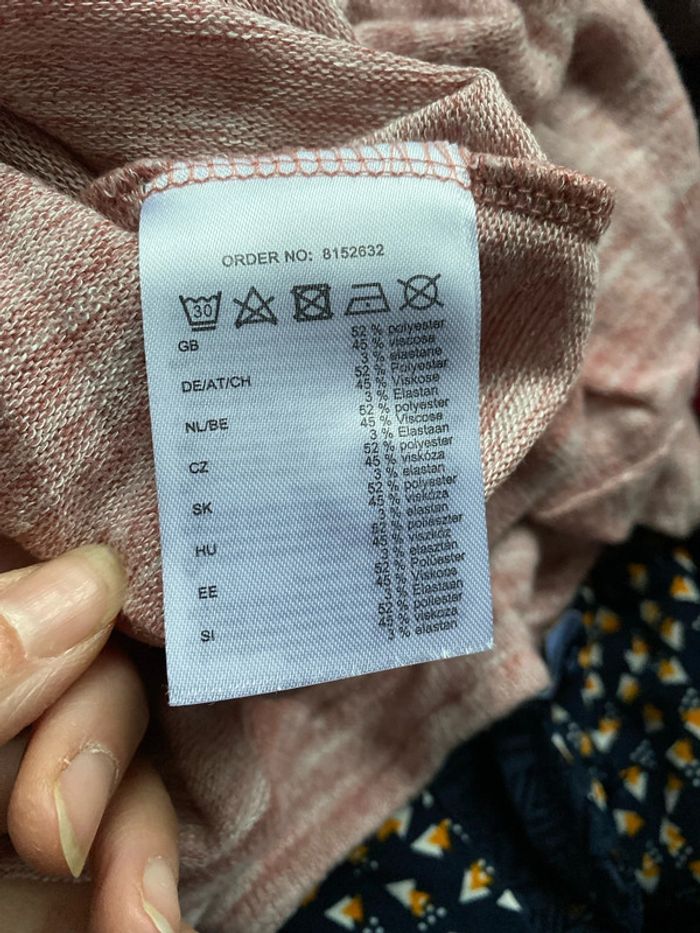 ORDER NO: 8152632
30
GB
52 % polyester
45 % viscose
3 % elastane
DE/AT/CH
52 % Polyester
45 % Viskose
3 % Elastan
NL/BE
52 % polyester
45 % Viscose
3 % Elastaan
CZ
52 % polyester
45 % viskóza
3 % elastan
SK
52 % polyester
45 % viskóza
3 % elastan
HU
52 % poliészter
45 % viszkóz
3 % elasztán
EE
52 % Polüester
45 % Viskoos
3 % Elastaan
SI
52 % poliester
45 % viskoza
3 % elastan